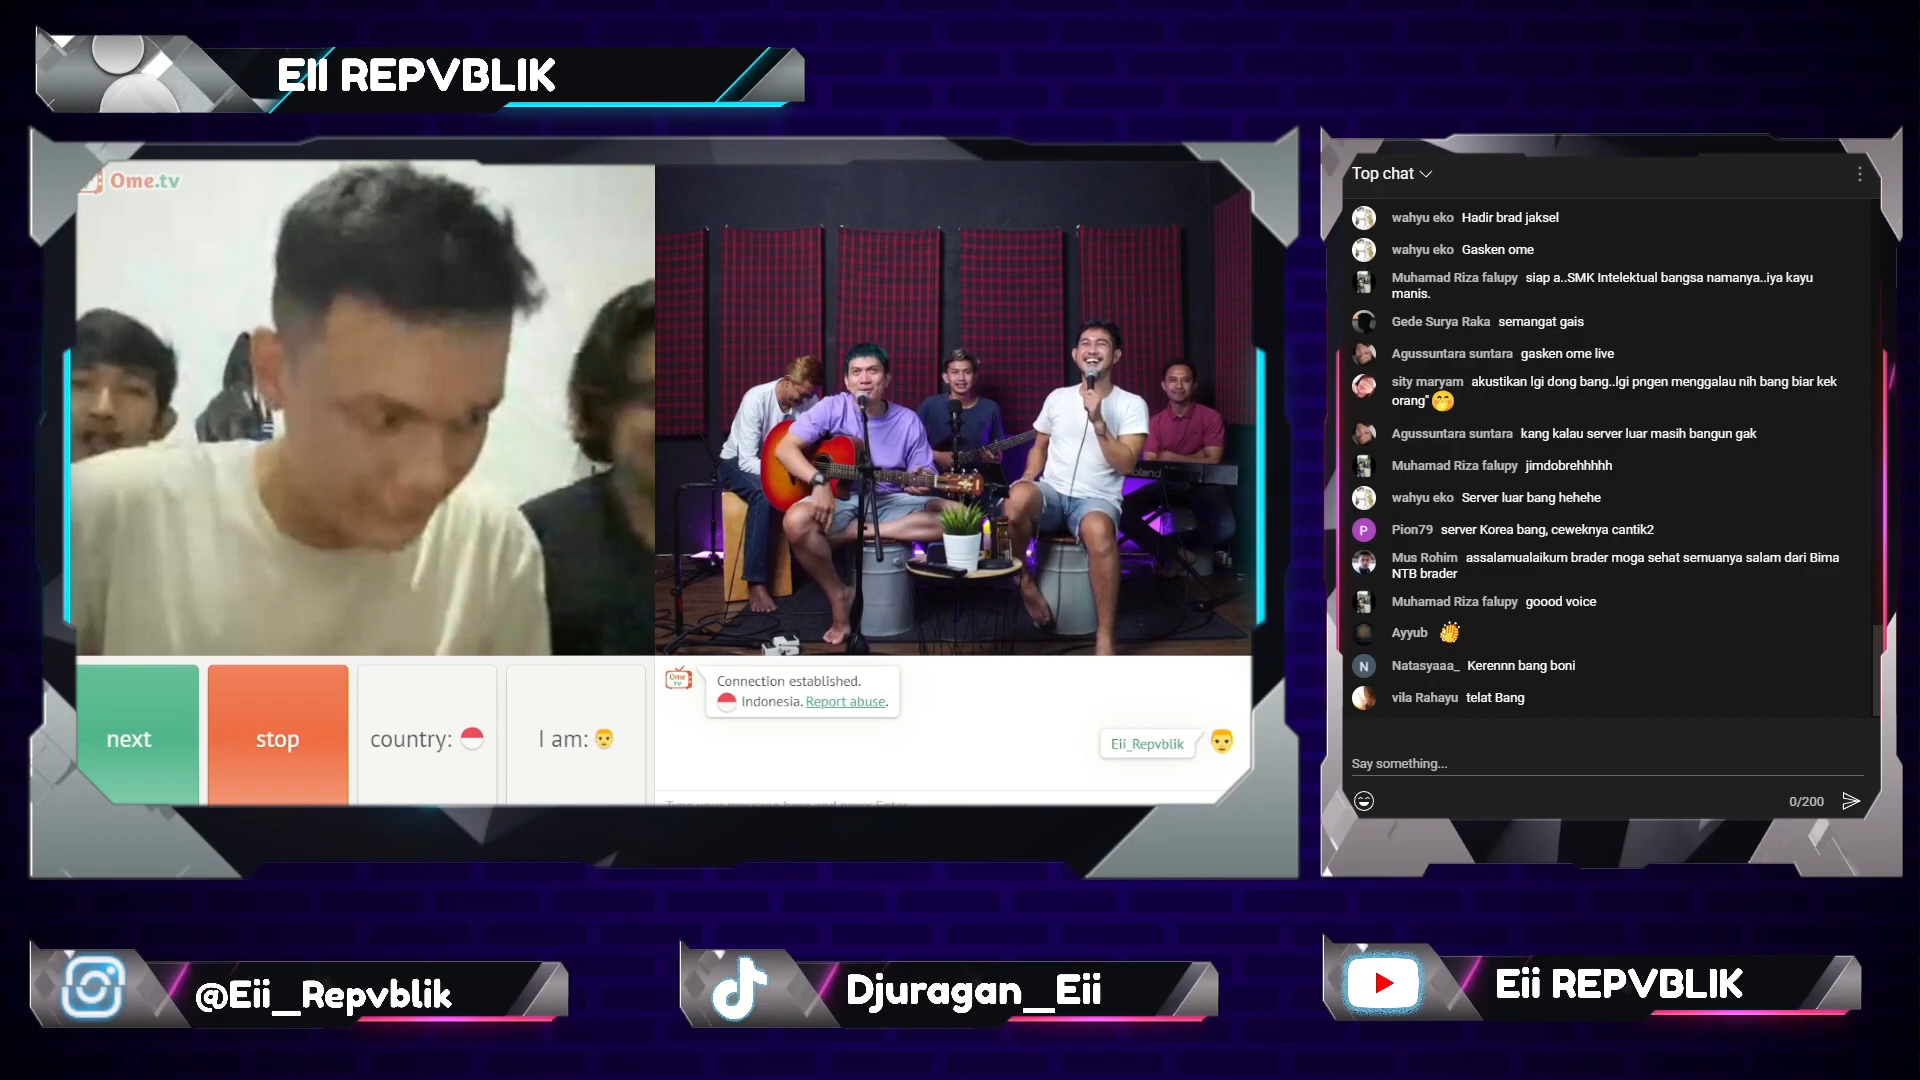 EII REPVBLIK
Ome.tv
roland
next
stop
country:
I am:
Ome
TV
Connection established.
Indonesia. Report abuse.
Eii_Repvblik
Top chat
wahyu eko Hadir brad jaksel
wahyu eko Gasken ome
Muhamad Riza falupy siap a..SMK Intelektual bangsa namanya..iya kayu
manis.
Gede Surya Raka semangat gais
Agussuntara suntara gasken ome live
sity maryam akustikan lgi dong bang..lgi pngen menggalau nih bang biar kek
orang"
Agussuntara suntara kang kalau server luar masih bangun gak
Muhamad Riza falupy jimdobrehhhhh
wahyu eko Server luar bang hehehe
P Pion79 server Korea bang, ceweknya cantik2
Mus Rohim assalamualaikum brader moga sehat semuanya salam dari Bima
NTB brader
Muhamad Riza falupy goood voice
Ayyub
N Natasyaaa_ Kerennn bang boni
vila Rahayu telat Bang
Say something...
0/200
@Eii_Repvblik
Djuragan_Eii
Eii REPVBLIK